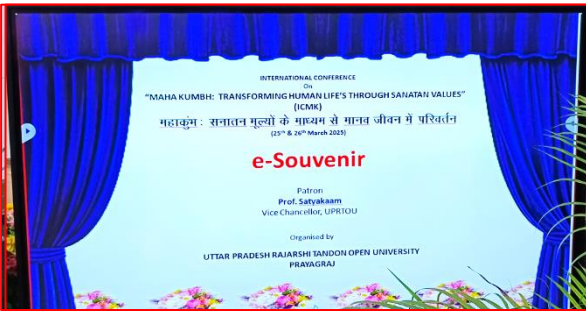 INTERNATIONAL CONFERENCE
On
"MAHA KUMBH: TRANSFORMING HUMAN LIFE'S THROUGH SANATAN VALUES"
(ICMK)
महाकुंभ : सनातन मूल्यों के माध्यम से मानव जीवन में परिवर्तन
(25th & 26th March 2025)
e-Souvenir
Patron
Prof. Satyakaam
Vice Chancellor, UPRTOU
Organised by
UTTAR PRADESH RAJARSHI TANDON OPEN UNIVERSITY
PRAYAGRAJ